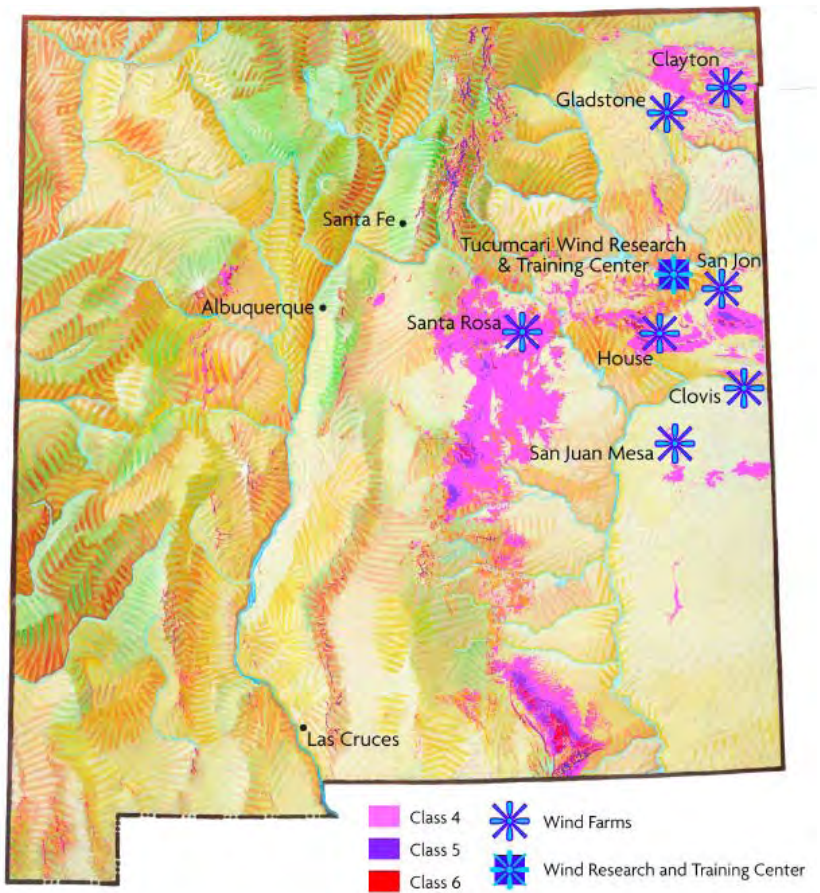 Clayton
Gladstone
Santa Fe
Tucumcari Wind Research
& Training Center
San Jon
Albuquerque
Santa Rosa
House
Clovis
San Juan Mesa
Las Cruces
Class 4
Wind Farms
Class 5
Class 6
Wind Research and Training Center